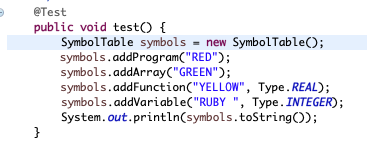 @Test
public void test() {
SymbolTable symbols = new SymbolTable();
symbols.addProgram("RED");
symbols.addArray("GREEN");
symbols.addFunction("YELLOW", Type.REAL);
symbols.addVariable("RUBY ", Type.INTEGER);
System.out.println(symbols.toString());
}